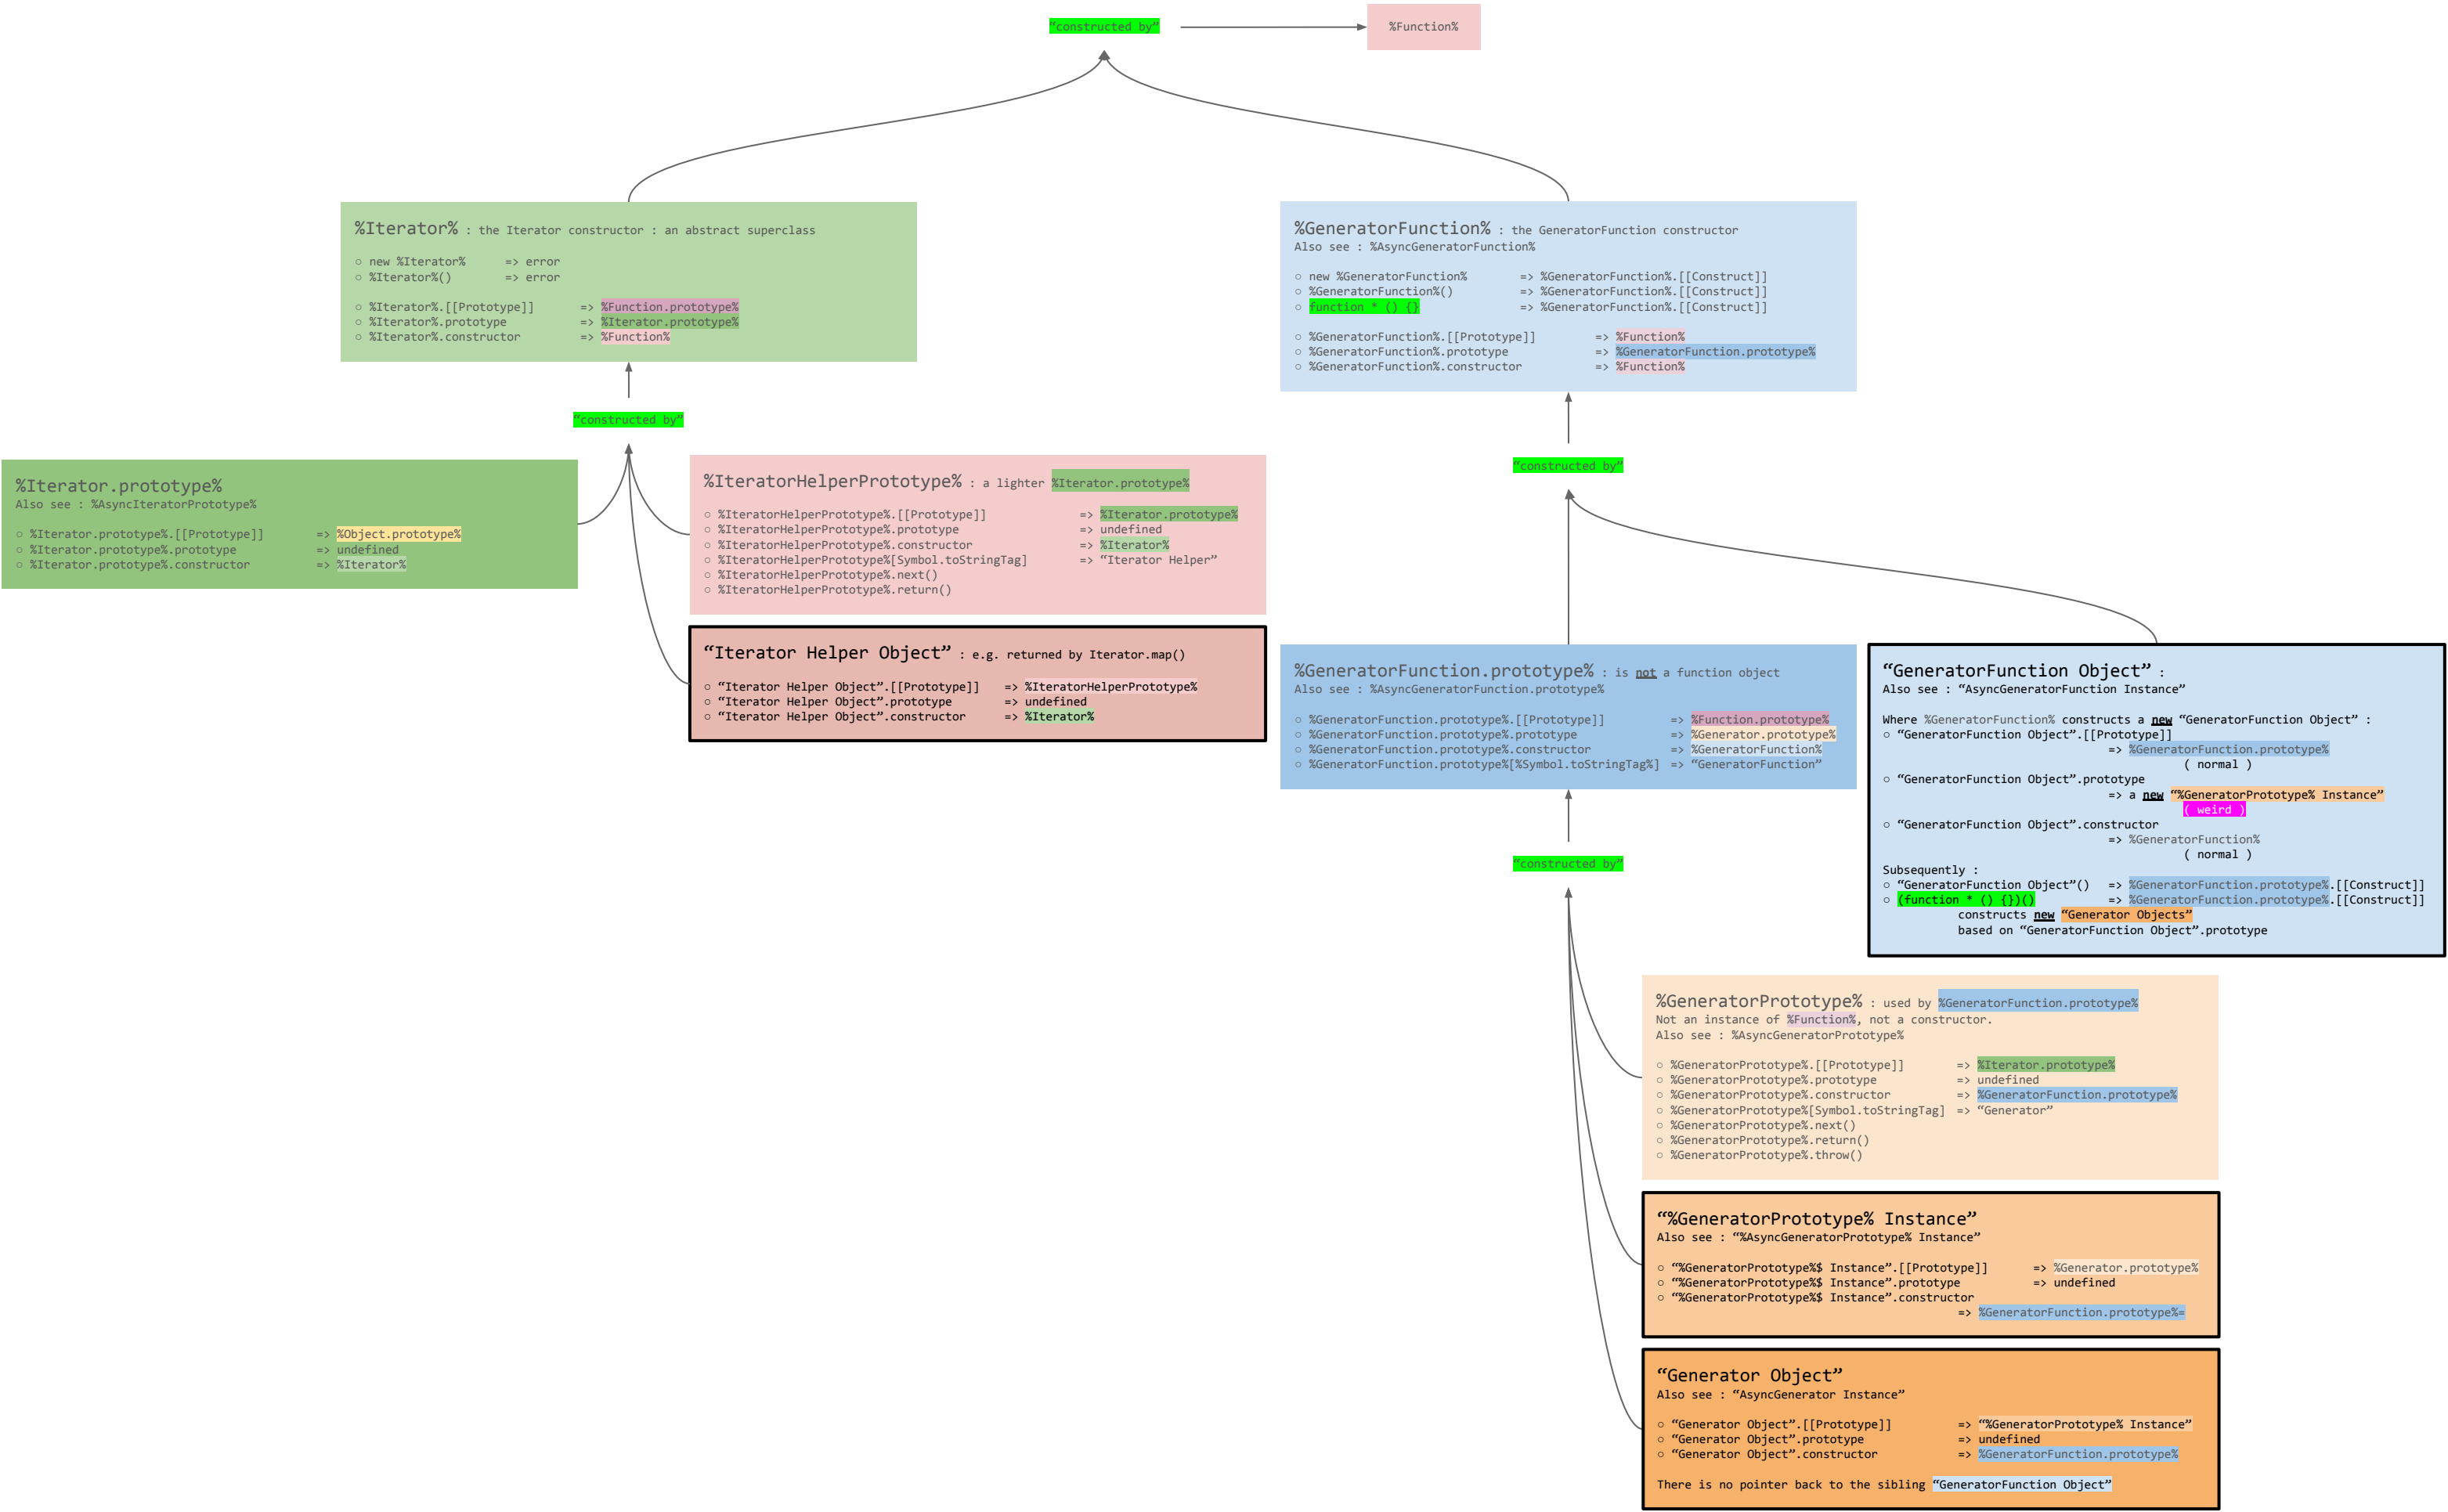 “constructed by”
%Function%
%Iterator% : the Iterator constructor : an abstract superclass
○ new %Iterator% => error
○ %Iterator%() => error
○ %Iterator%.[[Prototype]] => %Function.prototype%
○ %Iterator%.prototype => %Iterator.prototype%
○ %Iterator%.constructor => %Function%
%GeneratorFunction% : the GeneratorFunction constructor
Also see : %AsyncGeneratorFunction%
○ new %GeneratorFunction% => %GeneratorFunction%.[[Construct]]
○ %GeneratorFunction%() => %GeneratorFunction%.[[Construct]]
○ function * () {} => %GeneratorFunction%.[[Construct]]
○ %GeneratorFunction%.[[Prototype]] => %Function%
○ %GeneratorFunction%.prototype => %GeneratorFunction.prototype%
○ %GeneratorFunction%.constructor => %Function%
“constructed by”
“constructed by”
%Iterator.prototype%
Also see : %AsyncIteratorPrototype%
○ %Iterator.prototype%.[[Prototype]] => %Object.prototype%
○ %Iterator.prototype%.prototype => undefined
○ %Iterator.prototype%.constructor => %Iterator%
%IteratorHelperPrototype% : a lighter %Iterator.prototype%
○ %IteratorHelperPrototype%.[[Prototype]] => %Iterator.prototype%
○ %IteratorHelperPrototype%.prototype => undefined
○ %IteratorHelperPrototype%.constructor => %Iterator%
○ %IteratorHelperPrototype%[Symbol.toStringTag] => “Iterator Helper”
○ %IteratorHelperPrototype%.next()
○ %IteratorHelperPrototype%.return()
“Iterator Helper Object” : e.g. returned by Iterator.map()
○ “Iterator Helper Object”.[[Prototype]] => %IteratorHelperPrototype%
○ “Iterator Helper Object”.prototype => undefined
○ “Iterator Helper Object”.constructor => %Iterator%
%GeneratorFunction.prototype% : is not a function object
Also see : %AsyncGeneratorFunction.prototype%
○ %GeneratorFunction.prototype%.[[Prototype]] => %Function.prototype%
○ %GeneratorFunction.prototype%.prototype => %Generator.prototype%
○ %GeneratorFunction.prototype%.constructor => %GeneratorFunction%
○ %GeneratorFunction.prototype%[%Symbol.toStringTag%] => “GeneratorFunction”
“GeneratorFunction Object” :
Also see : “AsyncGeneratorFunction Instance”
Where %GeneratorFunction% constructs a new “GeneratorFunction Object” :
○ “GeneratorFunction Object”.[[Prototype]]
=> %GeneratorFunction.prototype%
( normal )
○ “GeneratorFunction Object”.prototype
=> a new “%GeneratorPrototype% Instance”
( weird )
○ “GeneratorFunction Object”.constructor
=> %GeneratorFunction%
( normal )
Subsequently :
○ “GeneratorFunction Object”() => %GeneratorFunction.prototype%.[[Construct]]
○ (function * () {})() => %GeneratorFunction.prototype%.[[Construct]]
constructs new “Generator Objects”
based on “GeneratorFunction Object”.prototype
“constructed by”
%GeneratorPrototype% : used by %GeneratorFunction.prototype%
Not an instance of %Function%, not a constructor.
Also see : %AsyncGeneratorPrototype%
○ %GeneratorPrototype%.[[Prototype]] => %Iterator.prototype%
○ %GeneratorPrototype%.prototype => undefined
○ %GeneratorPrototype%.constructor => %GeneratorFunction.prototype%
○ %GeneratorPrototype%[Symbol.toStringTag] => “Generator”
○ %GeneratorPrototype%.next()
○ %GeneratorPrototype%.return()
○ %GeneratorPrototype%.throw()
“%GeneratorPrototype% Instance”
Also see : “%AsyncGeneratorPrototype% Instance”
○ “%GeneratorPrototype%$ Instance”.[[Prototype]] => %Generator.prototype%
○ “%GeneratorPrototype%$ Instance”.prototype => undefined
○ “%GeneratorPrototype%$ Instance”.constructor
=> %GeneratorFunction.prototype%=
“Generator Object”
Also see : “AsyncGenerator Instance”
○ “Generator Object”.[[Prototype]] => “%GeneratorPrototype% Instance”
○ “Generator Object”.prototype => undefined
○ “Generator Object”.constructor => %GeneratorFunction.prototype%
There is no pointer back to the sibling “GeneratorFunction Object”